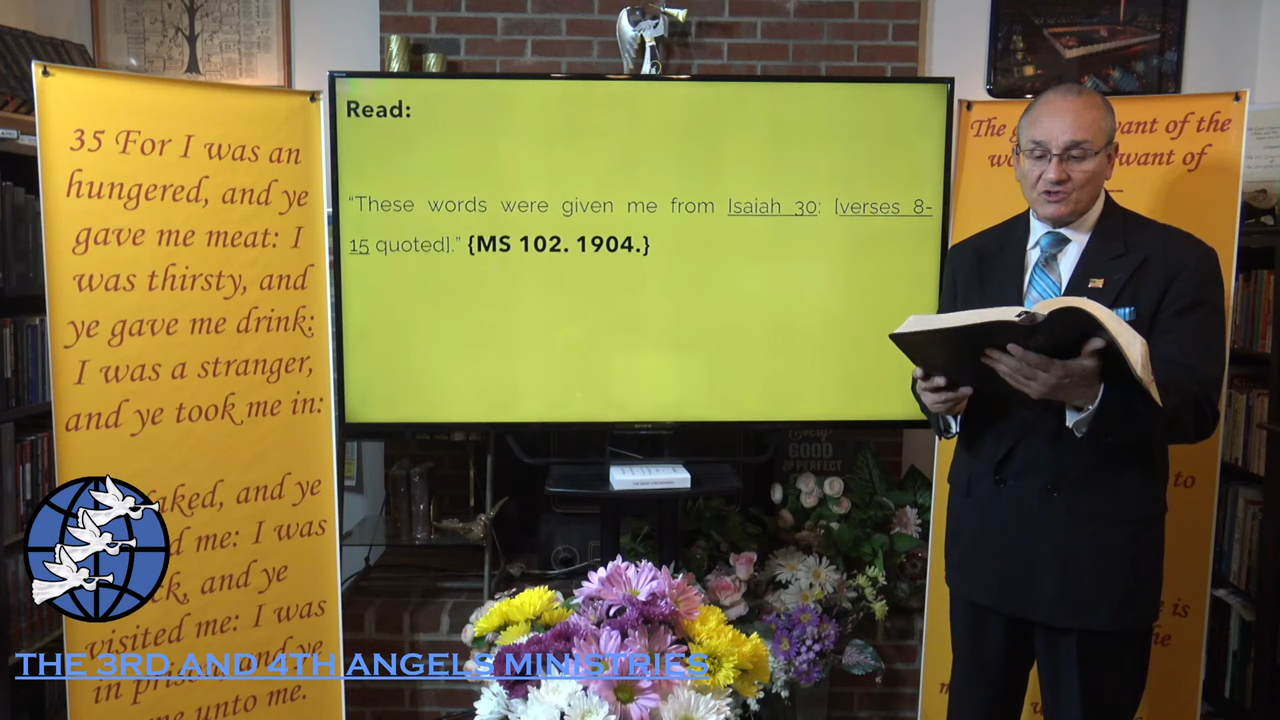 35 For I was an
hungered, and ye
gave me meat: I
was thirsty, and
ye gave me drink:
I was a stranger,
and ye took me in:
and ye
me: I was
and ye
visited me: I was
in prison, and ye
unto me.
Read:
“These words were given me from Isaiah 30: [verses 8-
15 quoted].” {MS 102. 1904.}
The want of the
want of
to
is
GOOD
PERFECT
THE 3RD AND 4TH ANGELS MINISTRIES